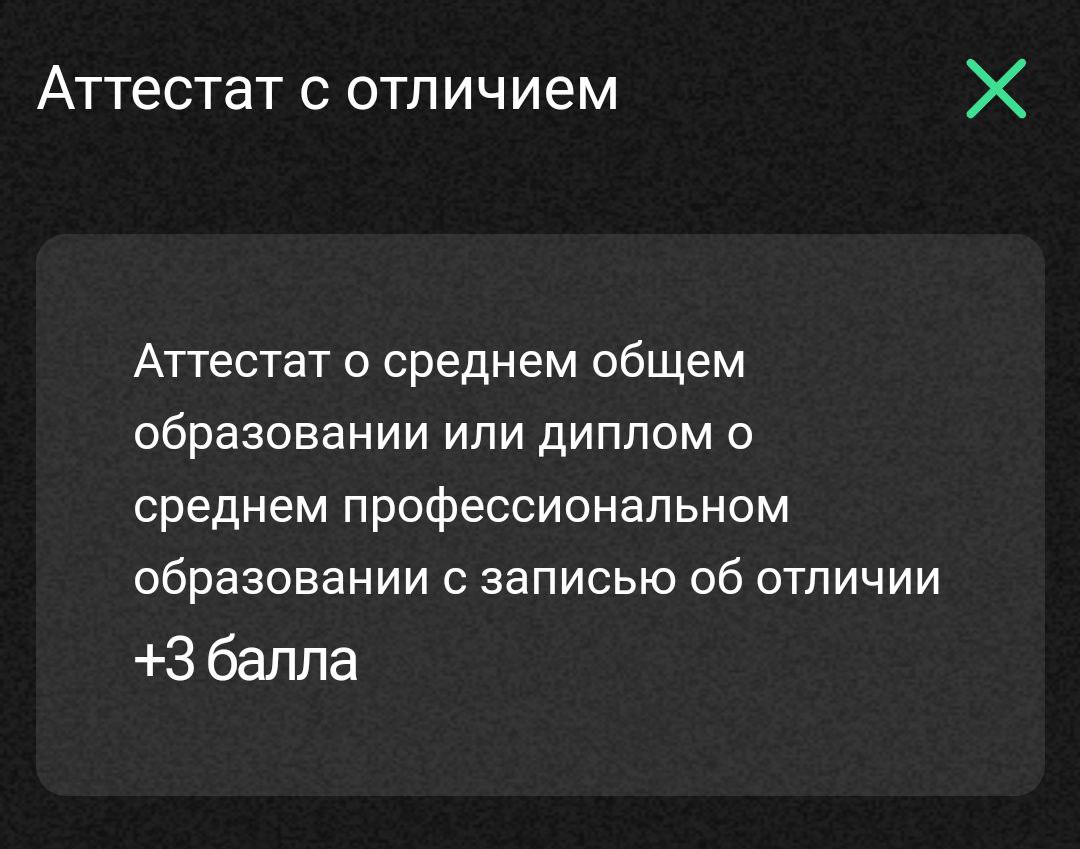 Аттестат с отличием
Аттестат о среднем общем
образовании или диплом о
среднем профессиональном
образовании с записью об отличии
+3 балла